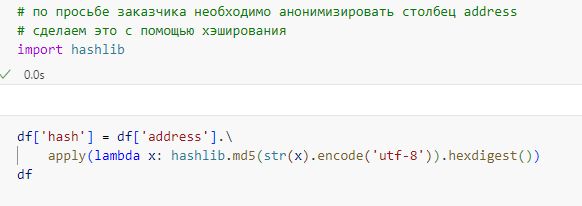 # по просьбе заказчика необходимо анонимизировать столбец address
# сделаем это с помощью хэширования
import hashlib
0.0s
df['hash'] = df['address'].\
    apply(lambda x: hashlib.md5(str(x).encode('utf-8')).hexdigest())
df